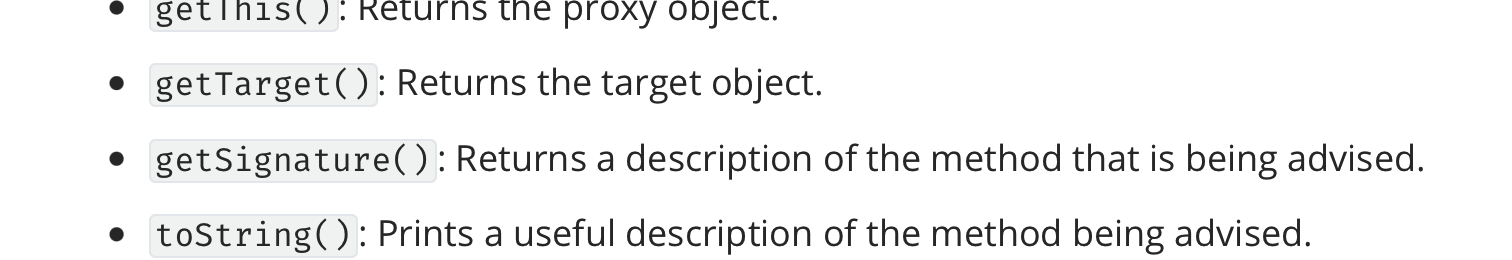 • getThis(): Returns the proxy object.
• getTarget(): Returns the target object.
• getSignature(): Returns a description of the method that is being advised.
• toString(): Prints a useful description of the method being advised.